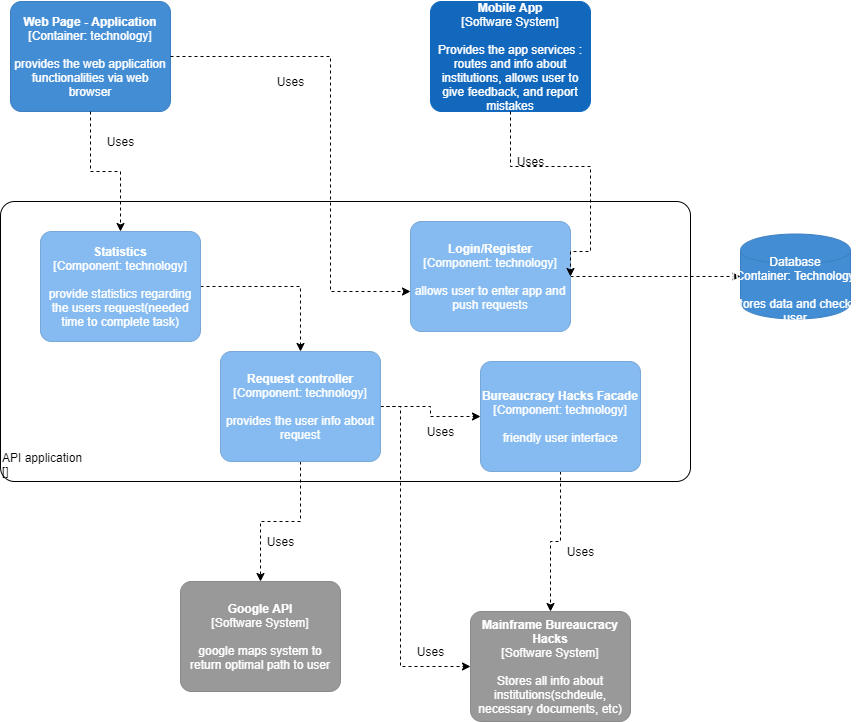 Web Page - Application
[Container: technology]
provides the web application
functionalities via web
browser
Mobile App
[Software System]
Provides the app services :
routes and info about
institutions, allows user to
give feedback, and report
mistakes
Uses
Uses
Uses
Statistics
[Component: technology]
provide statistics regarding
the users request(needed
time to complete task)
Login/Register
[Component: technology]
allows user to enter app and
push requests
Database
Container: Technology
ores data and check
user
Request controller
[Component: technology]
provides the user info about
request
Bureaucracy Hacks Facade
[Component: technology]
friendly user interface
Uses
API application
[]
Uses
Uses
Google API
[Software System]
google maps system to
return optimal path to user
Uses
Mainframe Bureaucracy
Hacks
[Software System]
Stores all info about
institutions(schdeule,
necessary documents, etc)